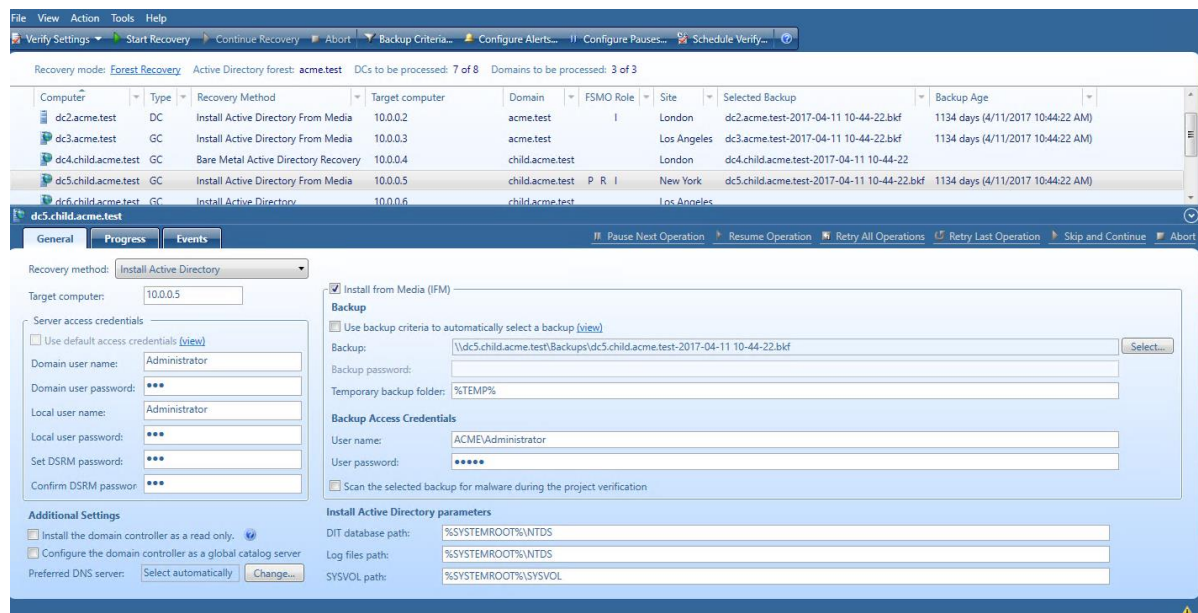 File View Action Tools Help
Verify Settings Start Recovery Continue Recovery Abort Backup Criteria... Configure Alerts... Configure Pauses... Schedule Verify...
Recovery mode: Forest Recovery Active Directory forest: acme.test DCs to be processed: 7 of 8 Domains to be processed: 3 of 3
Computer Type Recovery Method Target computer Domain FSMO Role Site Selected Backup Backup Age
dc2.acme.test DC Install Active Directory From Media 10.0.0.2 acme.test I London dc2.acme.test-2017-04-11 10-44-22.bkf 1134 days (4/11/2017 10:44:22 AM)
dc3.acme.test GC Install Active Directory From Media 10.0.0.3 acme.test Los Angeles dc3.acme.test-2017-04-11 10-44-22.bkf 1134 days (4/11/2017 10:44:22 AM)
dc4.child.acme.test GC Bare Metal Active Directory Recovery 10.0.0.4 child.acme.test London dc4.child.acme.test-2017-04-11 10-44-22
dc5.child.acme.test GC Install Active Directory From Media 10.0.0.5 child.acme.test P R I New York dc5.child.acme.test-2017-04-11 10-44-22.bkf 1134 days (4/11/2017 10:44:22 AM)
dc6.child.acme.test GC Install Active Directory 10.0.0.6 child.acme.test Los Angeles
dc5.child.acme.test
General Progress Events Pause Next Operation Resume Operation Retry All Operations Retry Last Operation Skip and Continue Abort
Recovery method: Install Active Directory
Target computer: 10.0.0.5
Server access credentials
Use default access credentials (view)
Domain user name: Administrator
Domain user password: •••
Local user name: Administrator
Local user password: •••
Set DSRM password: •••
Confirm DSRM passwor •••
Additional Settings
Install the domain controller as a read only.
Configure the domain controller as a global catalog server
Preferred DNS server: Select automatically Change...
Install from Media (IFM)
Backup
Use backup criteria to automatically select a backup (view)
Backup: \\dc5.child.acme.test\Backups\dc5.child.acme.test-2017-04-11 10-44-22.bkf Select...
Backup password:
Temporary backup folder: %TEMP%
Backup Access Credentials
User name: ACME\Administrator
User password: •••••
Scan the selected backup for malware during the project verification
Install Active Directory parameters
DIT database path: %SYSTEMROOT%\NTDS
Log files path: %SYSTEMROOT%\NTDS
SYSVOL path: %SYSTEMROOT%\SYSVOL